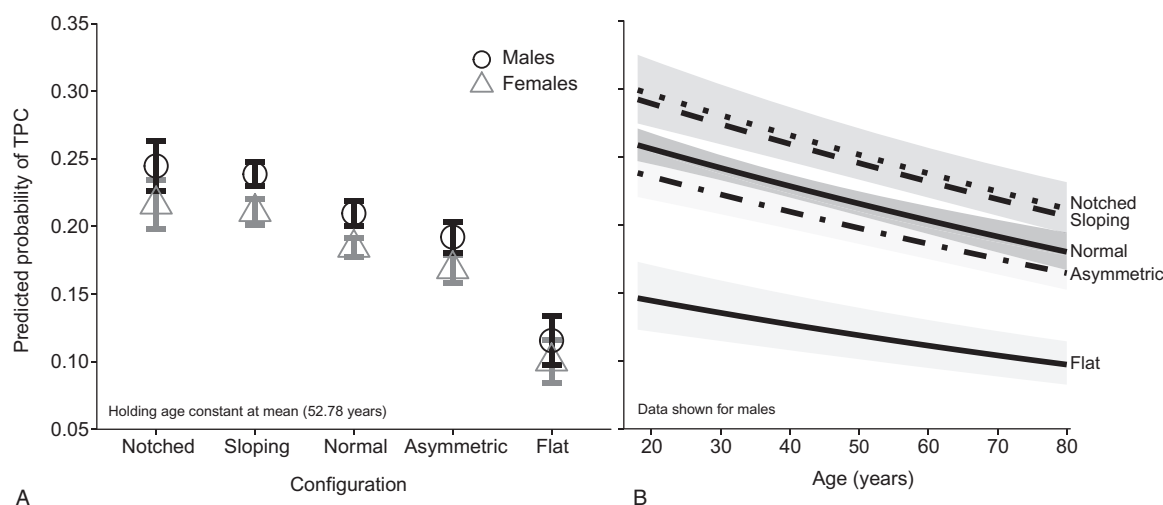 Predicted probability of TPC
0.35
0.30
0.25
0.20
0.15
0.10
0.05
Males
Females
Holding age constant at mean (52.78 years)
Notched Sloping Normal Asymmetric Flat
Configuration
A
Notched
Sloping
Normal
Asymmetric
Flat
Data shown for males
20 30 40 50 60 70 80
Age (years)
B